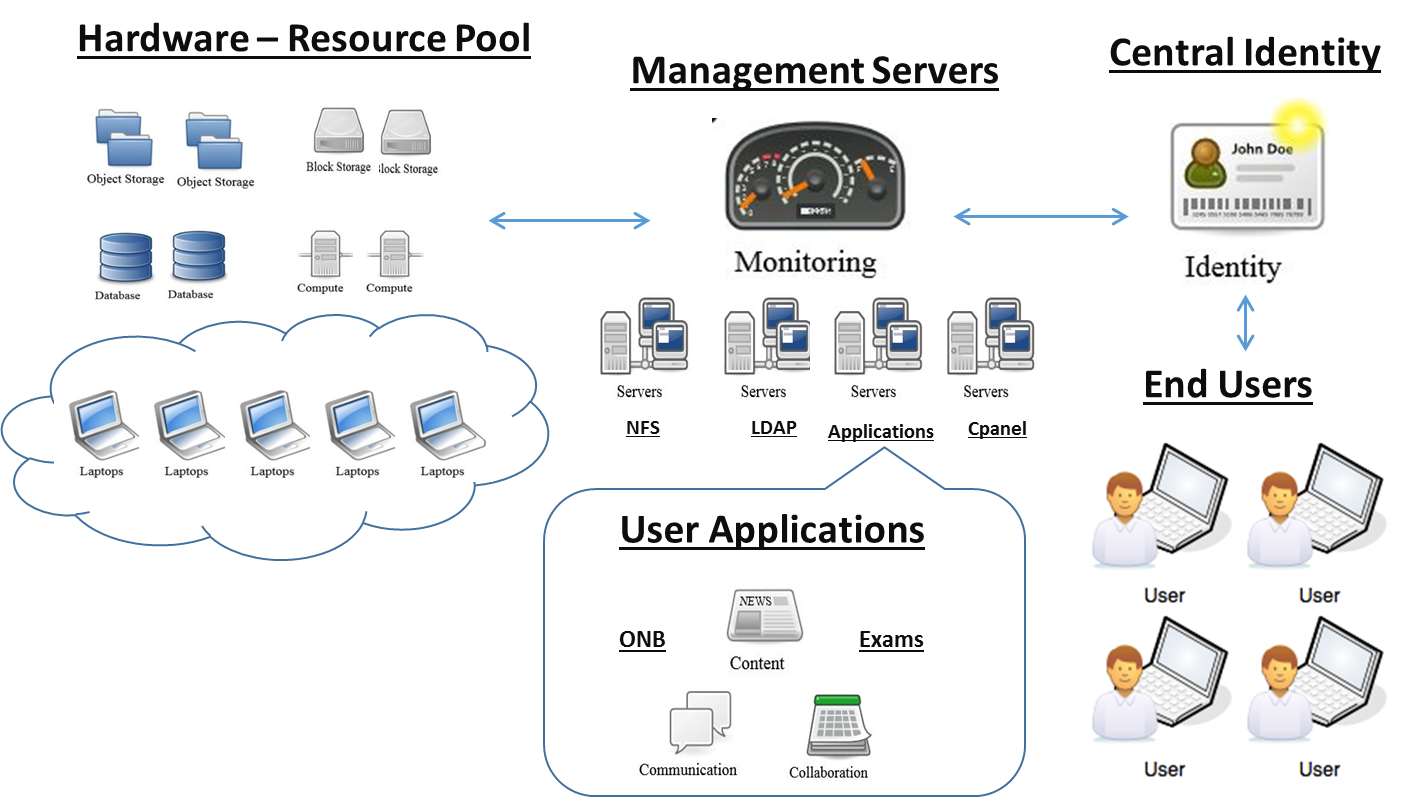 Hardware – Resource Pool
Object Storage
Object Storage
Block Storage
lock Storage
Database
Database
Compute
Compute
Laptops
Laptops
Laptops
Laptops
Laptops
Management Servers
Monitoring
Servers
Servers
Servers
Servers
NFS
LDAP
Applications
Cpanel
User Applications
NEWS
ONB
Content
Exams
Communication
Collaboration
Central Identity
John Doe
Identity
End Users
User
User
User
User